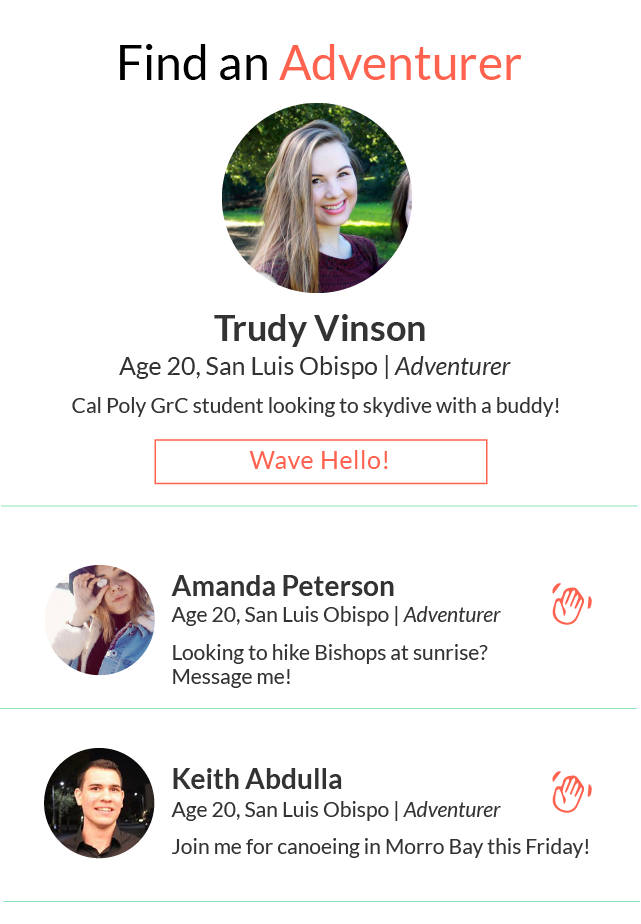 Find an Adventurer
Trudy Vinson
Age 20, San Luis Obispo | Adventurer
Cal Poly GrC student looking to skydive with a buddy!
Wave Hello!
Amanda Peterson
Age 20, San Luis Obispo | Adventurer
Looking to hike Bishops at sunrise?
Message me!
Keith Abdulla
Age 20, San Luis Obispo | Adventurer
Join me for canoeing in Morro Bay this Friday!